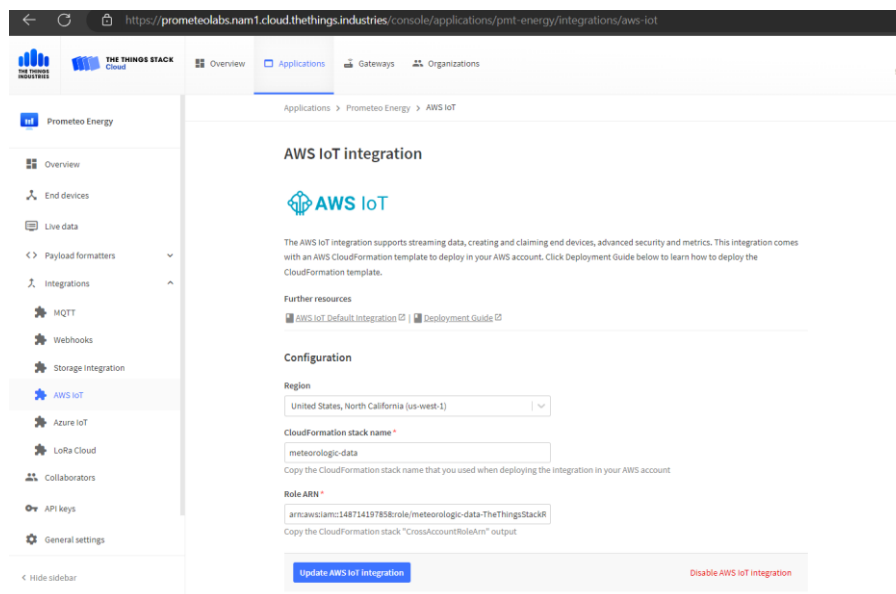 https://prometeolabs.nam1.cloud.thethings.industries/console/applications/pmt-energy/integrations/aws-iot
THE THINGS INDUSTRIES
THE THINGS STACK
Cloud
Overview
Applications
Gateways
Organizations
Prometeo Energy
Overview
End devices
Live data
Payload formatters
Integrations
MQTT
Webhooks
Storage Integration
AWS IoT
Azure IoT
LoRa Cloud
Collaborators
API keys
General settings
< Hide sidebar
Applications > Prometeo Energy > AWS IoT
AWS IoT integration
AWS IoT
The AWS IoT integration supports streaming data, creating and claiming end devices, advanced security and metrics. This integration comes
with an AWS CloudFormation template to deploy in your AWS account. Click Deployment Guide below to learn how to deploy the
CloudFormation template.
Further resources
AWS IoT Default Integration | Deployment Guide
Configuration
Region
United States, North California (us-west-1)
CloudFormation stack name *
meteorologic-data
Copy the CloudFormation stack name that you used when deploying the integration in your AWS account
Role ARN *
arn:aws:iam::148714197858:role/meteorologic-data-TheThingsStackR
Copy the CloudFormation stack "CrossAccountRoleArn" output
Update AWS IoT integration
Disable AWS IoT integration